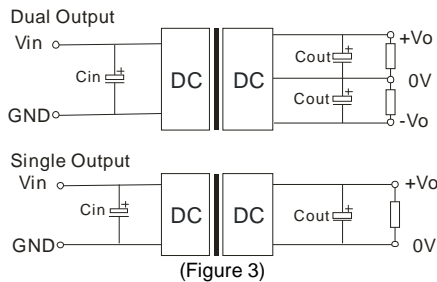 Dual Output
Vin
+Vo
Cin
+
DC
DC
Cout
+
0V
Cout
+
GND
-Vo
Single Output
Vin
+Vo
Cin
+
DC
DC
Cout
+
GND
0V
(Figure 3)